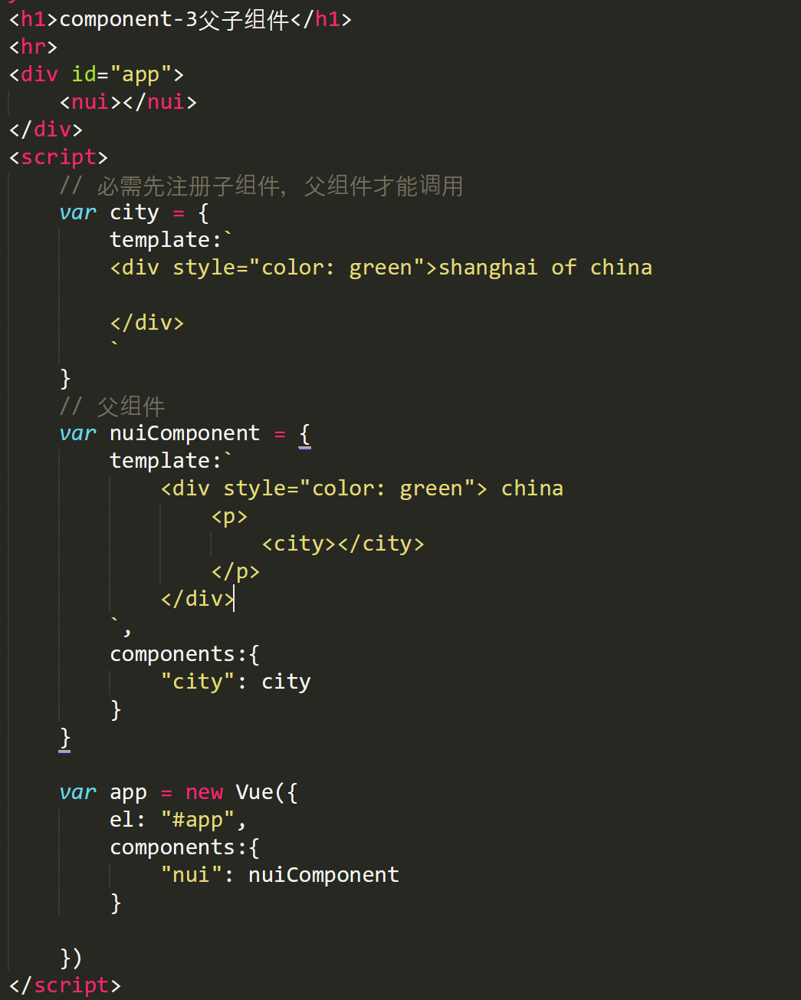 <h1>component-3父子组件</h1>
<hr>
<div id="app">
    <nui></nui>
</div>
<script>
    // 必需先注册子组件，父组件才能调用
    var city = {
        template:`
        <div style="color: green">shanghai of china

        </div>
        `
    }
    // 父组件
    var nuiComponent = {
        template:`
            <div style="color: green"> china
                <p>
                    <city></city>
                </p>
            </div>
        `,
        components:{
            "city": city
        }
    }

    var app = new Vue({
        el: "#app",
        components:{
            "nui": nuiComponent
        }

    })
</script>